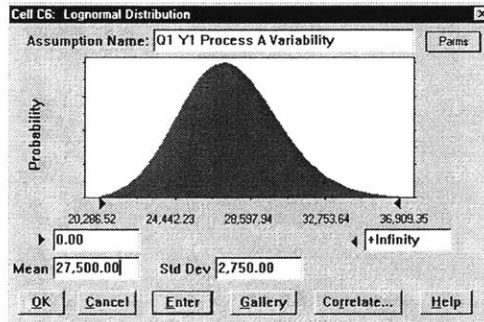 Cell C6: Lognormal Distribution
Assumption Name: Q1 Y1 Process A Variability
Parms
Probability
20,286.52 24,442.23 28,597.94 32,753.64 36,909.35
0.00 +Infinity
Mean 27,500.00 Std Dev 2,750.00
OK Cancel Enter Gallery Correlate... Help